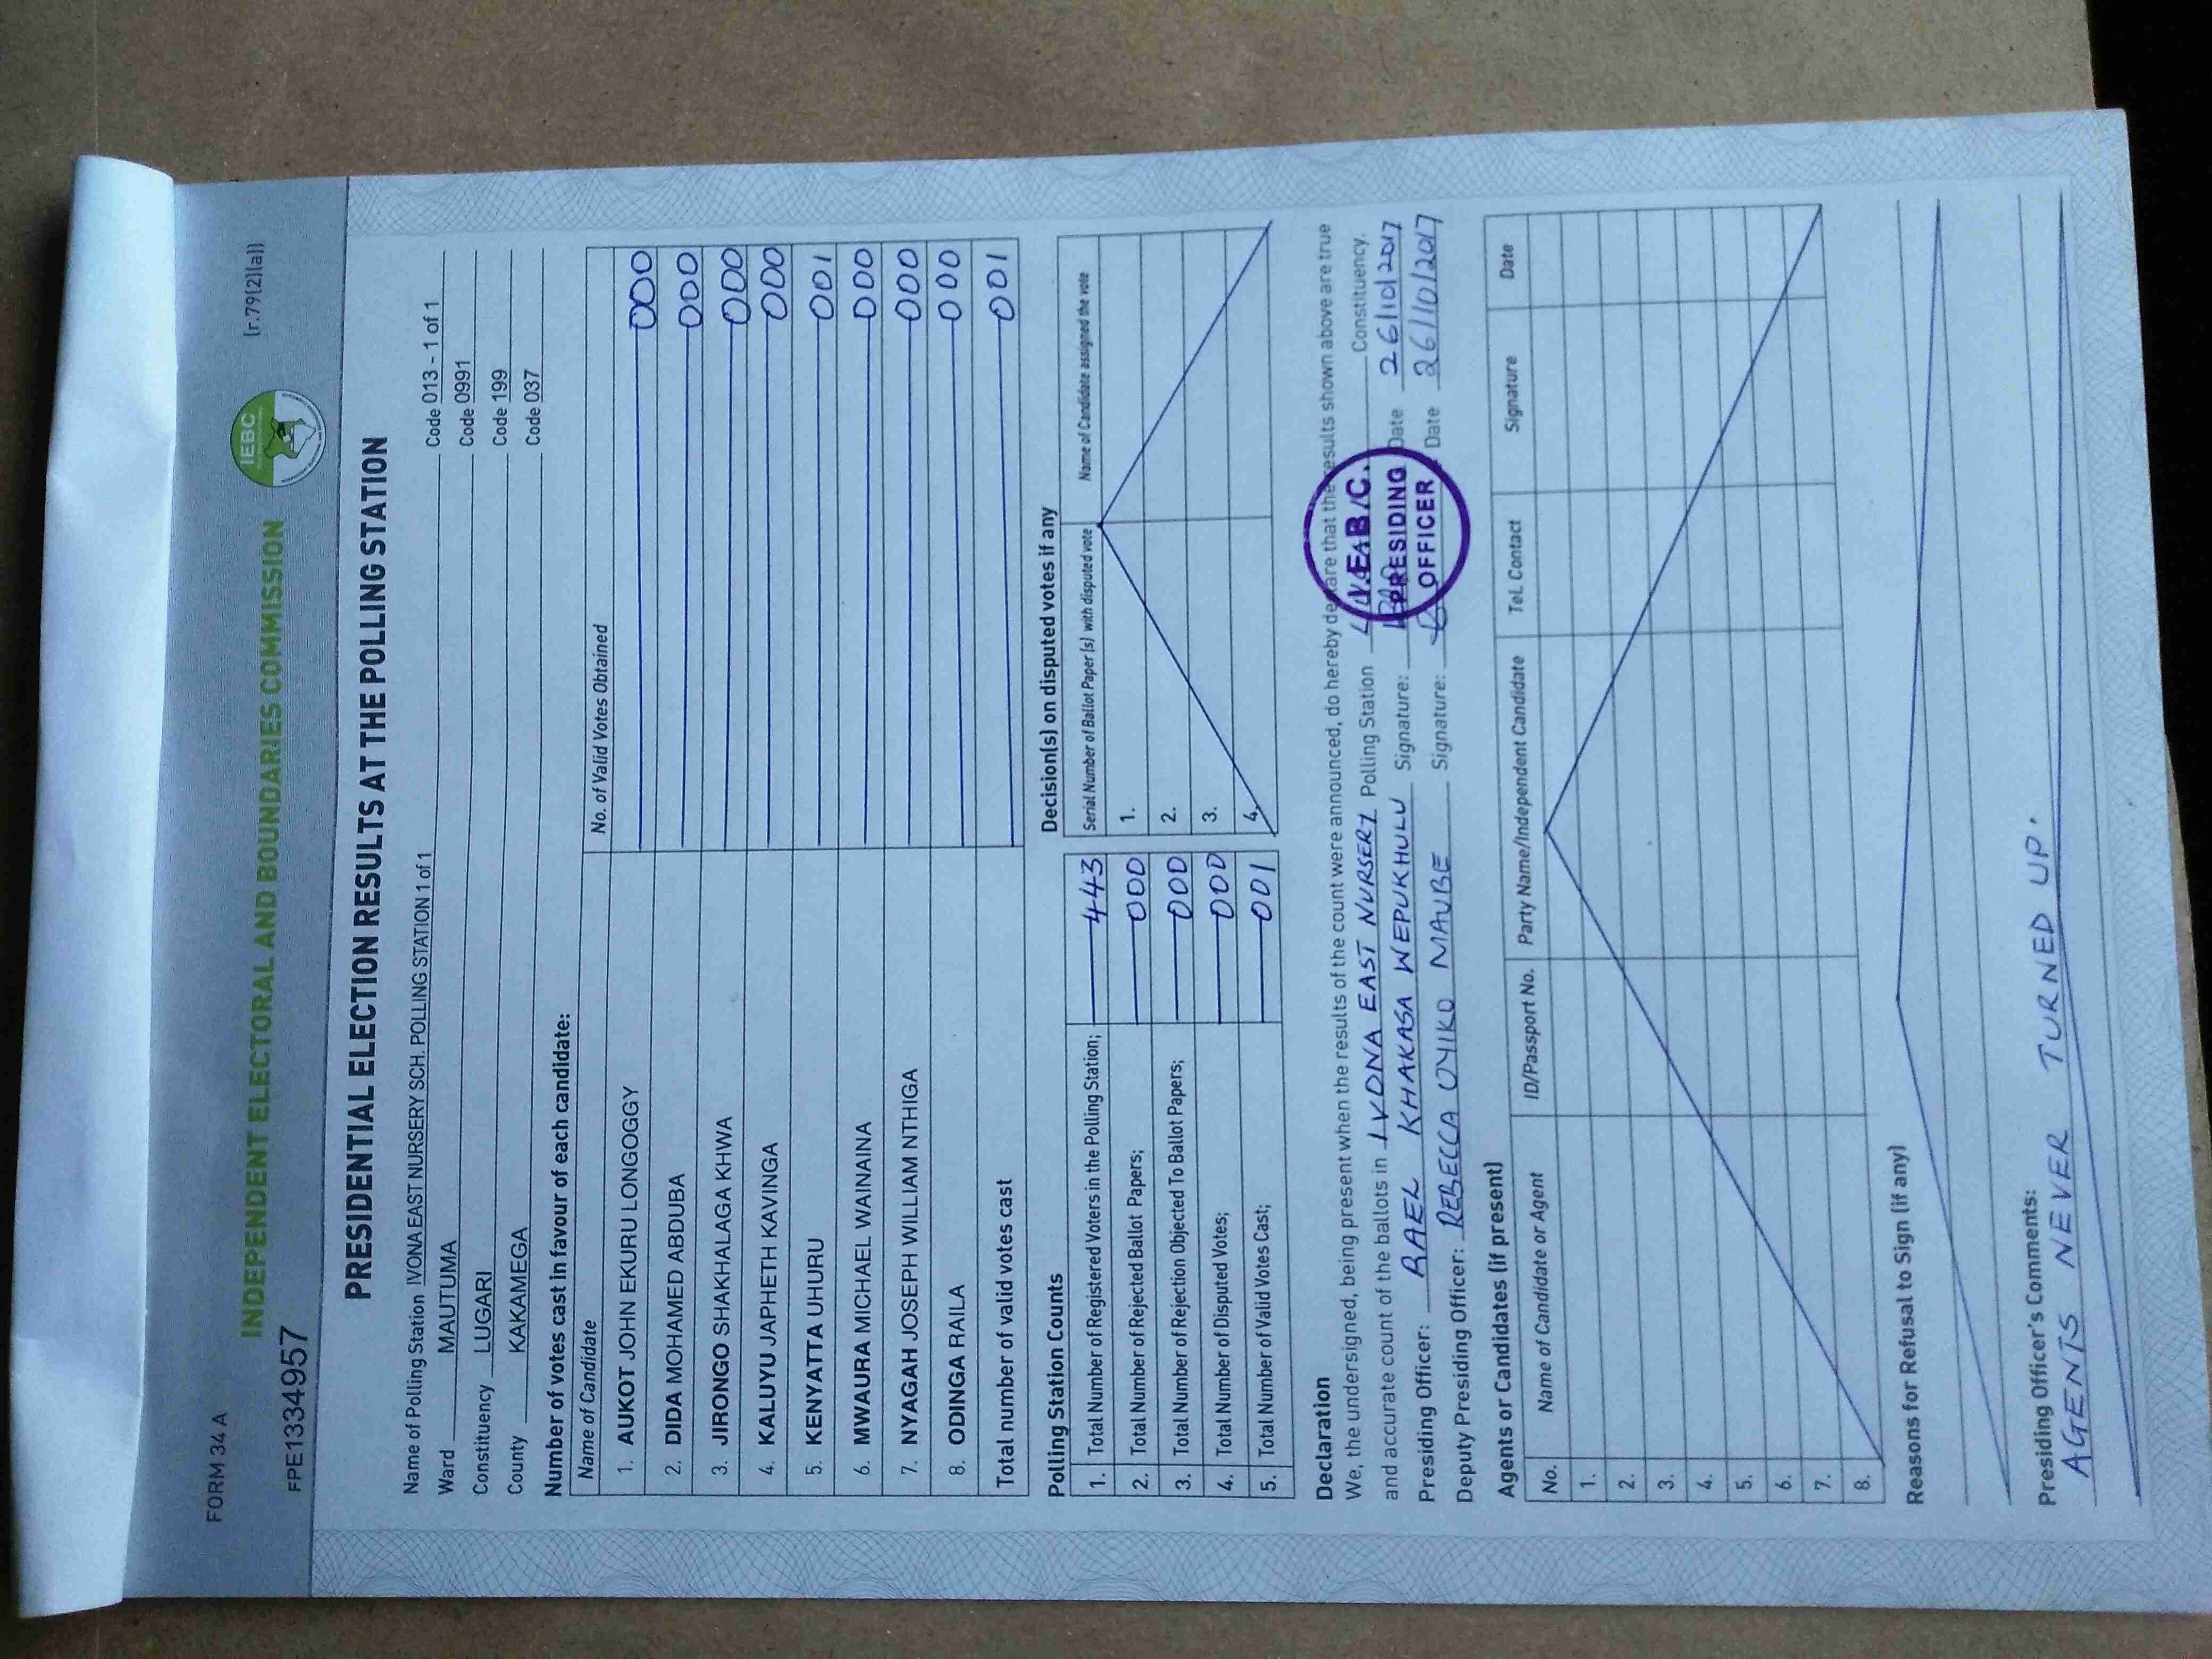 FORM 34 A
(r.79(2)(a))
INDEPENDENT ELECTORAL AND BOUNDARIES COMMISSION
IEBC
FPE1334957
PRESIDENTIAL ELECTION RESULTS AT THE POLLING STATION
Name of Polling Station IVONA EAST NURSERY SCH. POLLING STATION 1 of 1 Code 013 - 1 of 1
Ward MAUTUMA Code 0991
Constituency LUGARI Code 199
County KAKAMEGA Code 037
Number of votes cast in favour of each candidate:
Name of Candidate No. of Valid Votes Obtained
1. AUKOT JOHN EKURU LONGOGGY 000
2. DIDA MOHAMED ABDUBA 000
3. JIRONGO SHAKHALAGA KHWA 000
4. KALUYU JAPHETH KAVINGA 000
5. KENYATTA UHURU 001
6. MWAURA MICHAEL WAINAINA 000
7. NYAGAH JOSEPH WILLIAM NTHIGA 000
8. ODINGA RAILA 000
Total number of valid votes cast 001
Polling Station Counts
1. Total Number of Registered Voters in the Polling Station; 443
2. Total Number of Rejected Ballot Papers; 000
3. Total Number of Rejection Objected To Ballot Papers; 000
4. Total Number of Disputed Votes; 000
5. Total Number of Valid Votes Cast; 001
Decision(s) on disputed votes if any
Serial Number of Ballot Paper (s) with disputed vote Name of Candidate assigned the vote
1.
2.
3.
4.
Declaration
We, the undersigned, being present when the results of the count were announced, do hereby declare that the results shown above are true
and accurate count of the ballots in IVONA EAST NURSERY Polling Station Constituency.
Presiding Officer: RAEL KHAKASA WEPUKHULU Signature: Date 26/10/2017
Deputy Presiding Officer: REBECCA OYIKO MAUBE Signature: Date 26/10/2017
I.E.B.C.
PRESIDING
OFFICER
Agents or Candidates (if present)
No. Name of Candidate or Agent ID/Passport No. Party Name/Independent Candidate Tel. Contact Signature Date
1.
2.
3.
4.
5.
6.
7.
8.
Reasons for Refusal to Sign (if any)
Presiding Officer's Comments:
AGENTS NEVER TURNED UP.